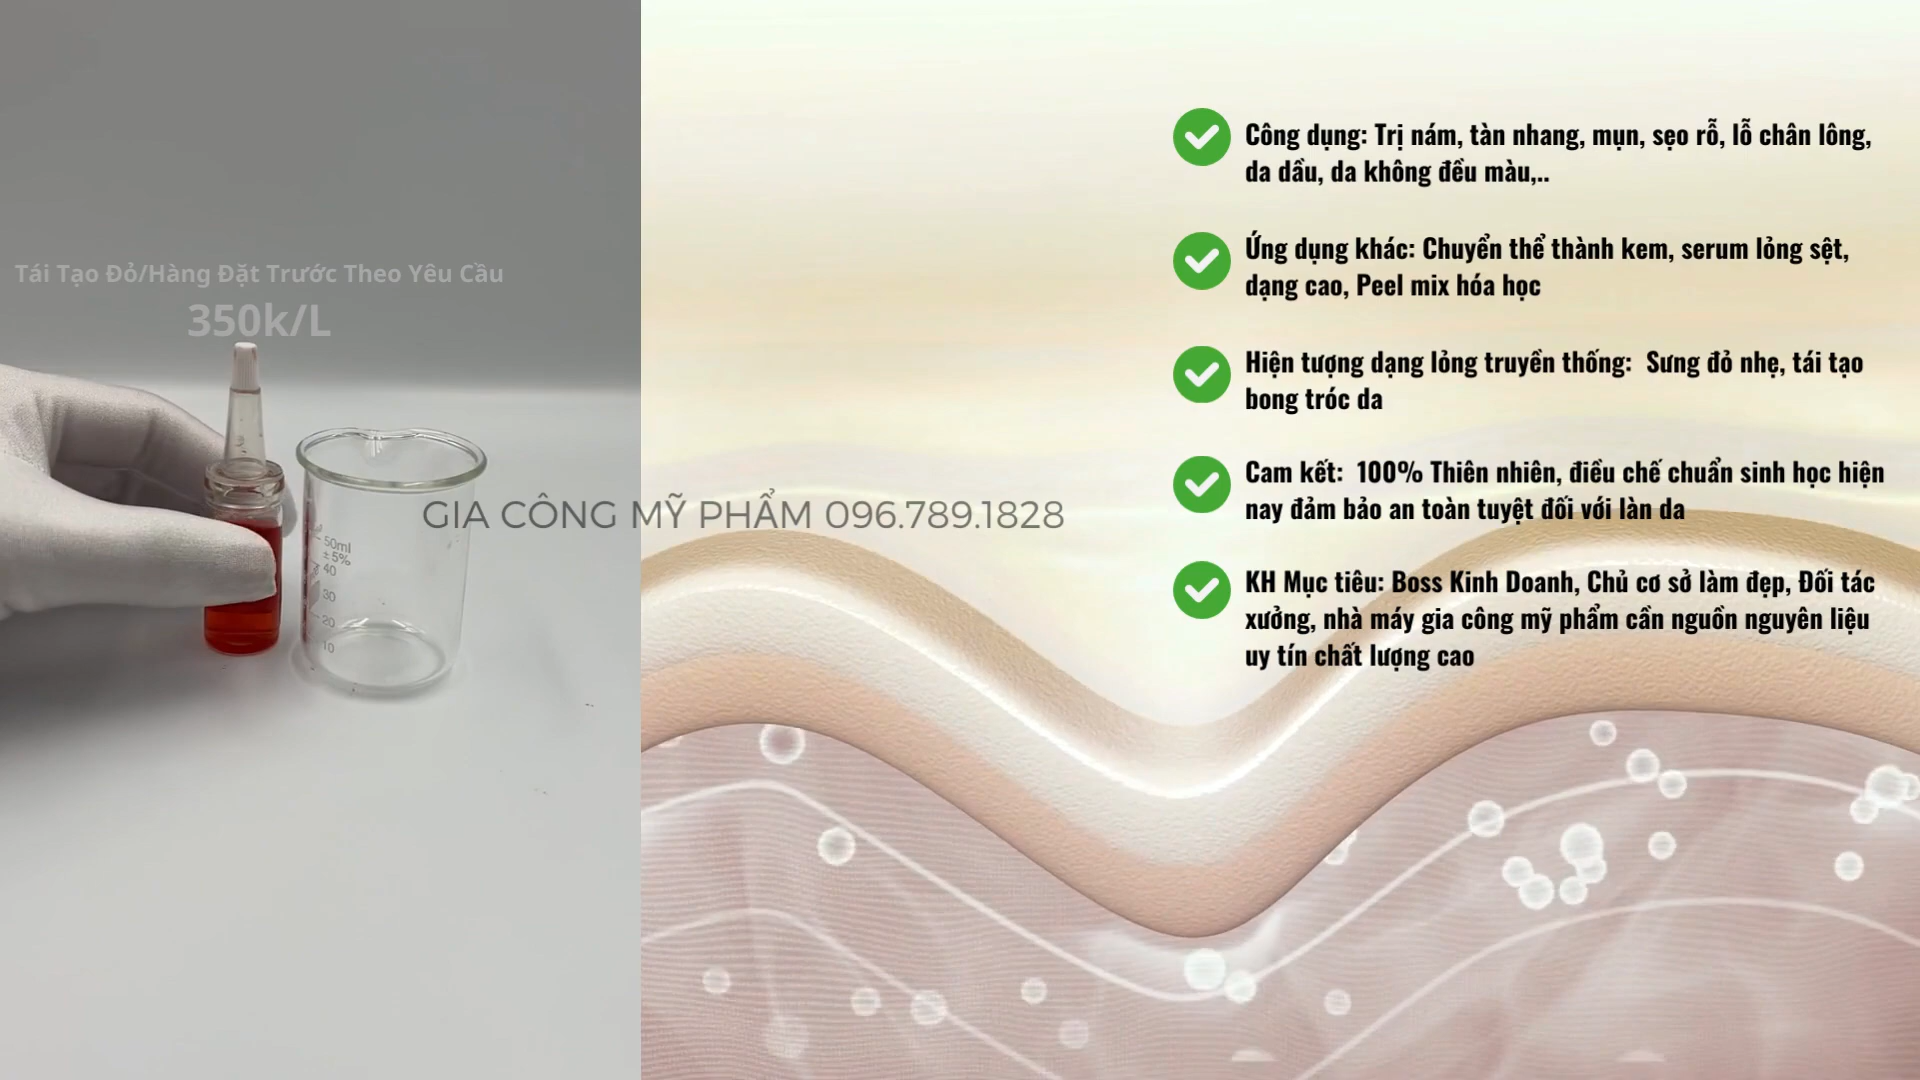 Tái Tạo Đỏ/Hàng Đặt Trước Theo Yêu Cầu
350k/L
50ml
±5%
40
30
20
10
GIA CÔNG MỸ PHẨM 096.789.1828
Công dụng: Trị nám, tàn nhang, mụn, sẹo rỗ, lỗ chân lông,
da dầu, da không đều màu,..
Ứng dụng khác: Chuyển thể thành kem, serum lỏng sệt,
dạng cao, Peel mix hóa học
Hiện tượng dạng lỏng truyền thống:  Sưng đỏ nhẹ, tái tạo
bong tróc da
Cam kết:  100% Thiên nhiên, điều chế chuẩn sinh học hiện
nay đảm bảo an toàn tuyệt đối với làn da
KH Mục tiêu: Boss Kinh Doanh, Chủ cơ sở làm đẹp, Đối tác
xưởng, nhà máy gia công mỹ phẩm cần nguồn nguyên liệu
uy tín chất lượng cao